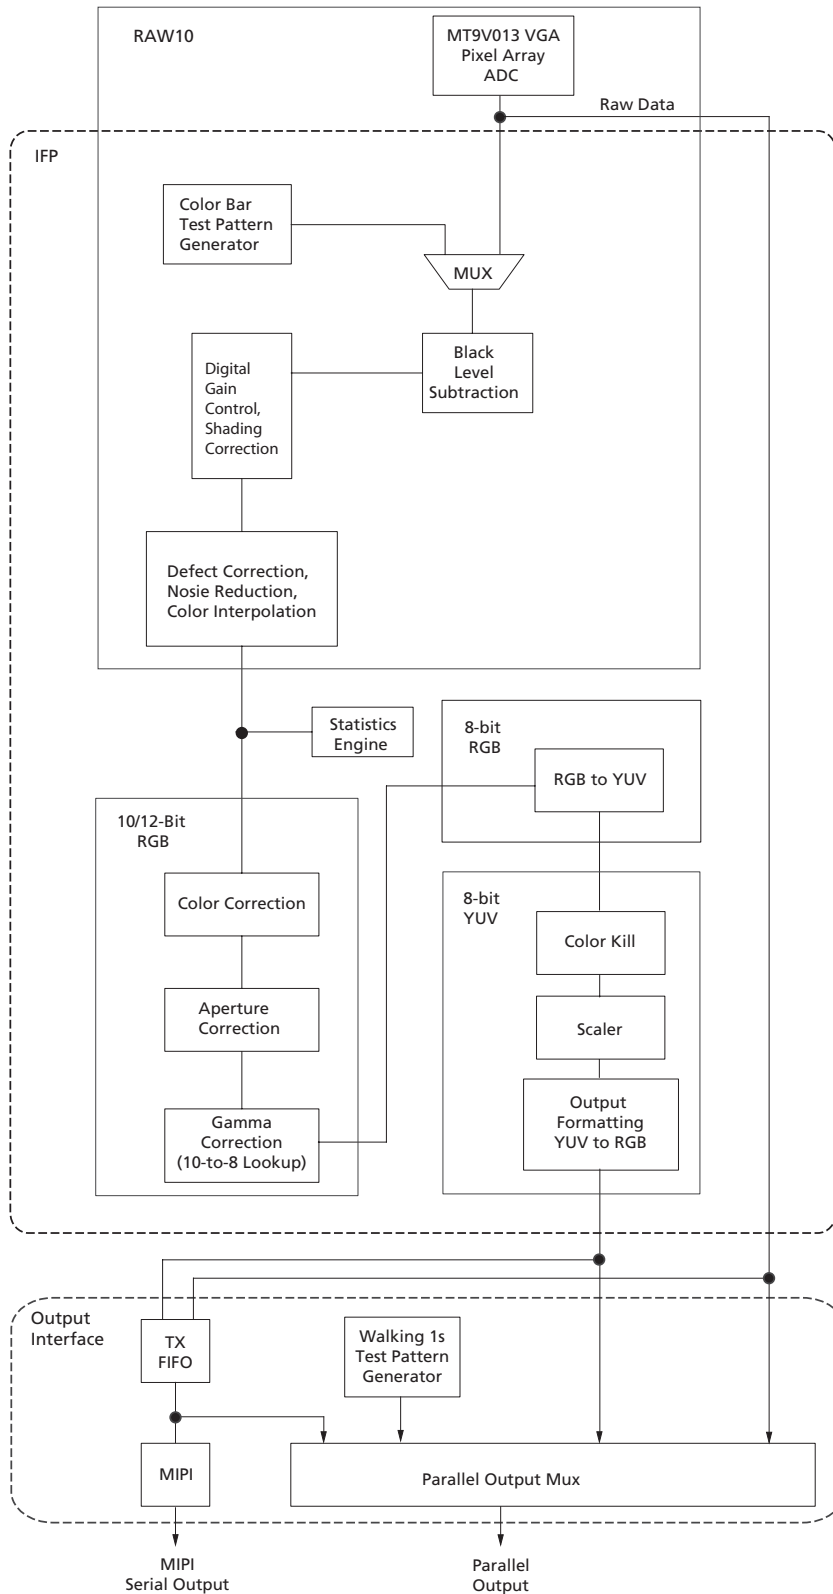 RAW10
MT9V013 VGA
Pixel Array
ADC
Raw Data
IFP
Color Bar
Test Pattern
Generator
MUX
Black
Level
Subtraction
Digital
Gain
Control,
Shading
Correction
Defect Correction,
Nosie Reduction,
Color Interpolation
Statistics
Engine
8-bit
RGB
RGB to YUV
10/12-Bit
RGB
Color Correction
8-bit
YUV
Color Kill
Aperture
Correction
Scaler
Gamma
Correction
(10-to-8 Lookup)
Output
Formatting
YUV to RGB
Output
Interface
TX
FIFO
Walking 1s
Test Pattern
Generator
MIPI
Parallel Output Mux
MIPI
Serial Output
Parallel
Output